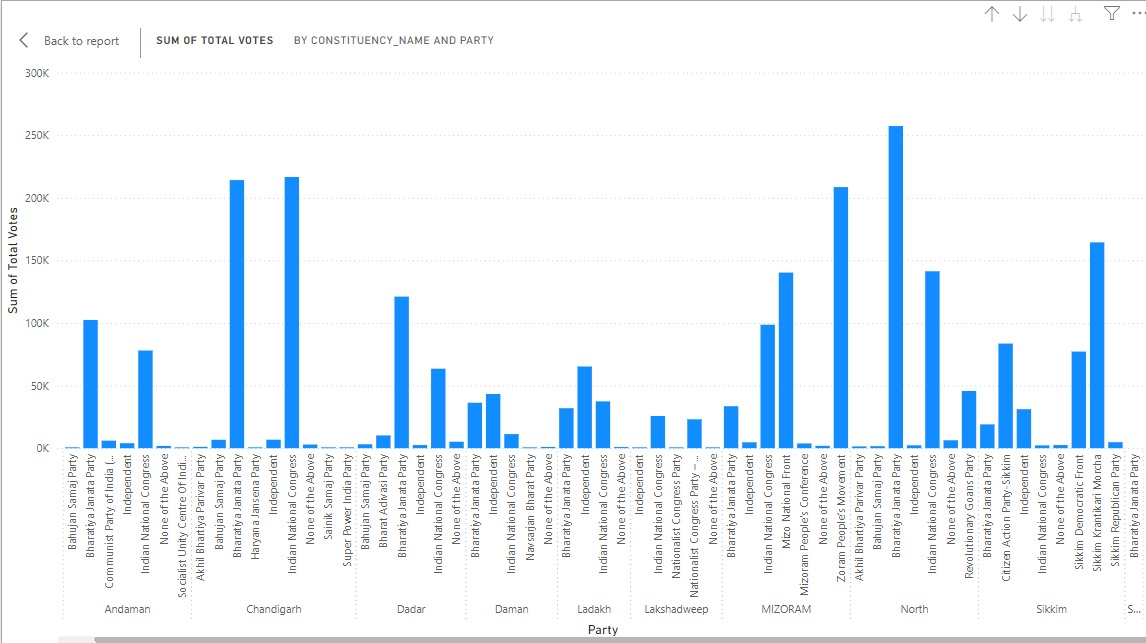 Back to report
SUM OF TOTAL VOTES
BY CONSTITUENCY_NAME AND PARTY
300K
250K
200K
150K
100K
50K
0K
Sum of Total Votes
Bahujan Samaj Party
Bharatiya Janata Party
Communist Party of India (...
Independent
Indian National Congress
None of the Above
Socialist Unity Centre Of Indi...
Akhil Bhartiya Parivar Party
Bahujan Samaj Party
Bharatiya Janata Party
Haryana Jansena Party
Independent
Indian National Congress
None of the Above
Sainik Samaj Party
Super Power India Party
Bahujan Samaj Party
Bharat Adivasi Party
Bharatiya Janata Party
Independent
Indian National Congress
None of the Above
Bharatiya Janata Party
Independent
Indian National Congress
Navsarjan Bharat Party
None of the Above
Bharatiya Janata Party
Independent
Indian National Congress
None of the Above
Independent
Indian National Congress
Nationalist Congress Party
Nationalist Congress Party –...
None of the Above
Bharatiya Janata Party
Independent
Indian National Congress
Mizo National Front
Mizoram People's Conference
None of the Above
Zoram People's Movement
Akhil Bhartiya Parivar Party
Bahujan Samaj Party
Bharatiya Janata Party
Independent
Indian National Congress
None of the Above
Revolutionary Goans Party
Bharatiya Janata Party
Citizen Action Party-Sikkim
Independent
Indian National Congress
None of the Above
Sikkim Democratic Front
Sikkim Krantikari Morcha
Sikkim Republican Party
Bharatiya Janata Party
Andaman
Chandigarh
Dadar
Daman
Ladakh
Lakshadweep
MIZORAM
North
Sikkim
S...
Party